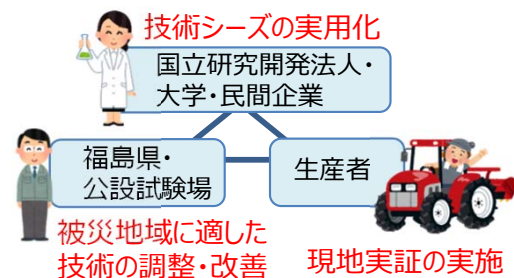 技術シーズの実用化
国立研究開発法人・
大学・民間企業
福島県・
公設試験場
生産者
被災地域に適した
技術の調整・改善
現地実証の実施